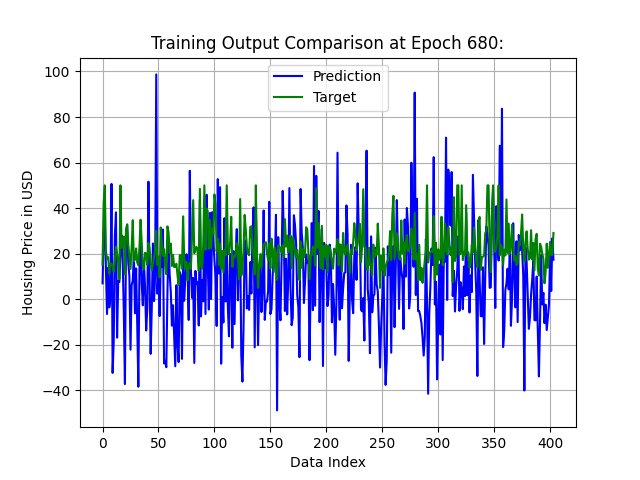 Training Output Comparison at Epoch 680:
Prediction
Target
Housing Price in USD
100
80
60
40
20
0
−20
−40
0 50 100 150 200 250 300 350 400
Data Index